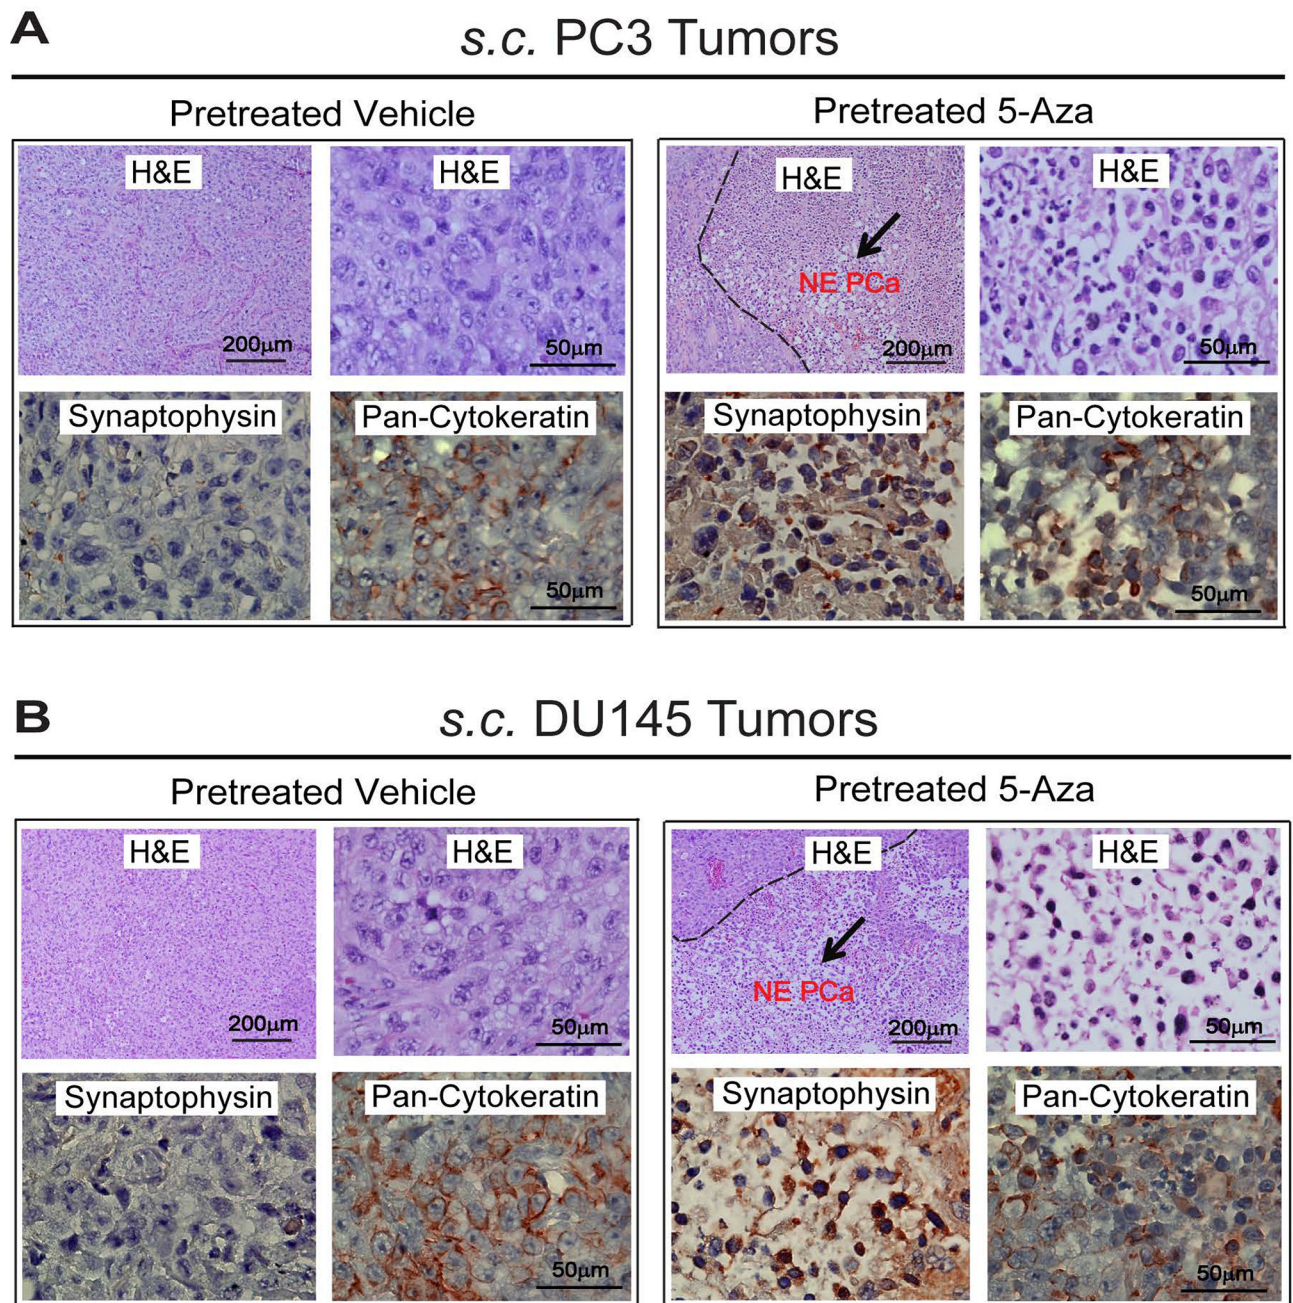 A
s.c. PC3 Tumors
Pretreated Vehicle
Pretreated 5-Aza
H&E
H&E
H&E
H&E
NE PCa
200μm
50μm
200μm
50μm
Synaptophysin
Pan-Cytokeratin
Synaptophysin
Pan-Cytokeratin
50μm
50μm
B
s.c. DU145 Tumors
Pretreated Vehicle
Pretreated 5-Aza
H&E
H&E
H&E
H&E
NE PCa
200μm
50μm
200μm
50μm
Synaptophysin
Pan-Cytokeratin
Synaptophysin
Pan-Cytokeratin
50μm
50μm